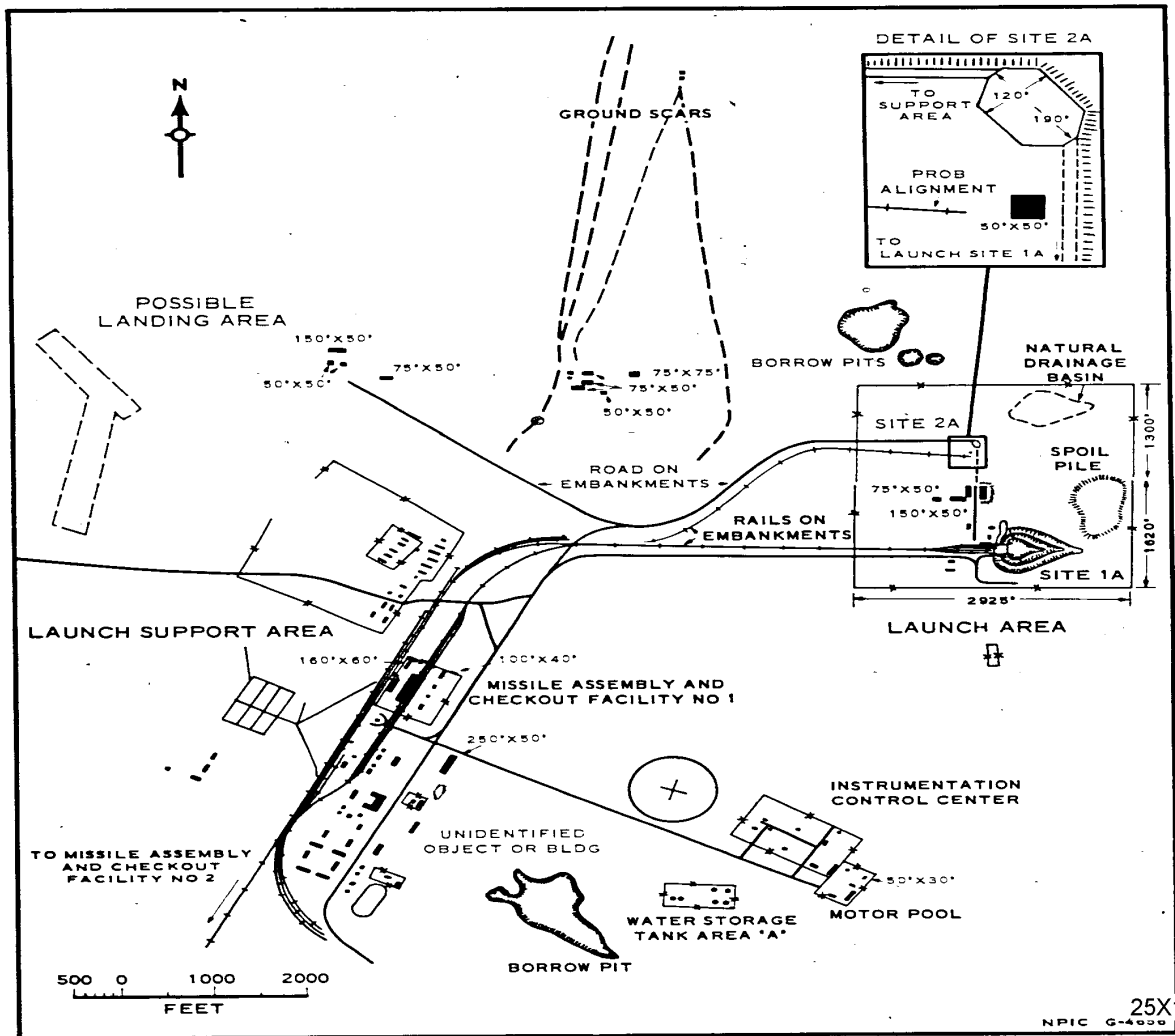 DETAIL OF SITE 2A
TO
SUPPORT
AREA
120°
190°
PROB
ALIGNMENT
50°X50°
TO
LAUNCH SITE 1A
N
GROUND SCARS
POSSIBLE
LANDING AREA
150°X50°
50°X50°
75°X50°
75°X75°
75°X50°
50°X50°
BORROW PITS
NATURAL
DRAINAGE
BASIN
SITE 2A
1300°
ROAD ON
EMBANKMENTS
SPOIL
PILE
75°X50°
150°X50°
RAILS ON
EMBANKMENTS
1620°
SITE 1A
2925°
LAUNCH AREA
LAUNCH SUPPORT AREA
160°X60°
100°X40°
MISSILE ASSEMBLY AND
CHECKOUT FACILITY NO 1
250°X50°
INSTRUMENTATION
CONTROL CENTER
UNIDENTIFIED
OBJECT OR BLDG
TO MISSILE ASSEMBLY
AND CHECKOUT
FACILITY NO 2
50°X30°
MOTOR POOL
WATER STORAGE
TANK AREA "A"
BORROW PIT
500 0 1000 2000
FEET
25X
NPIC